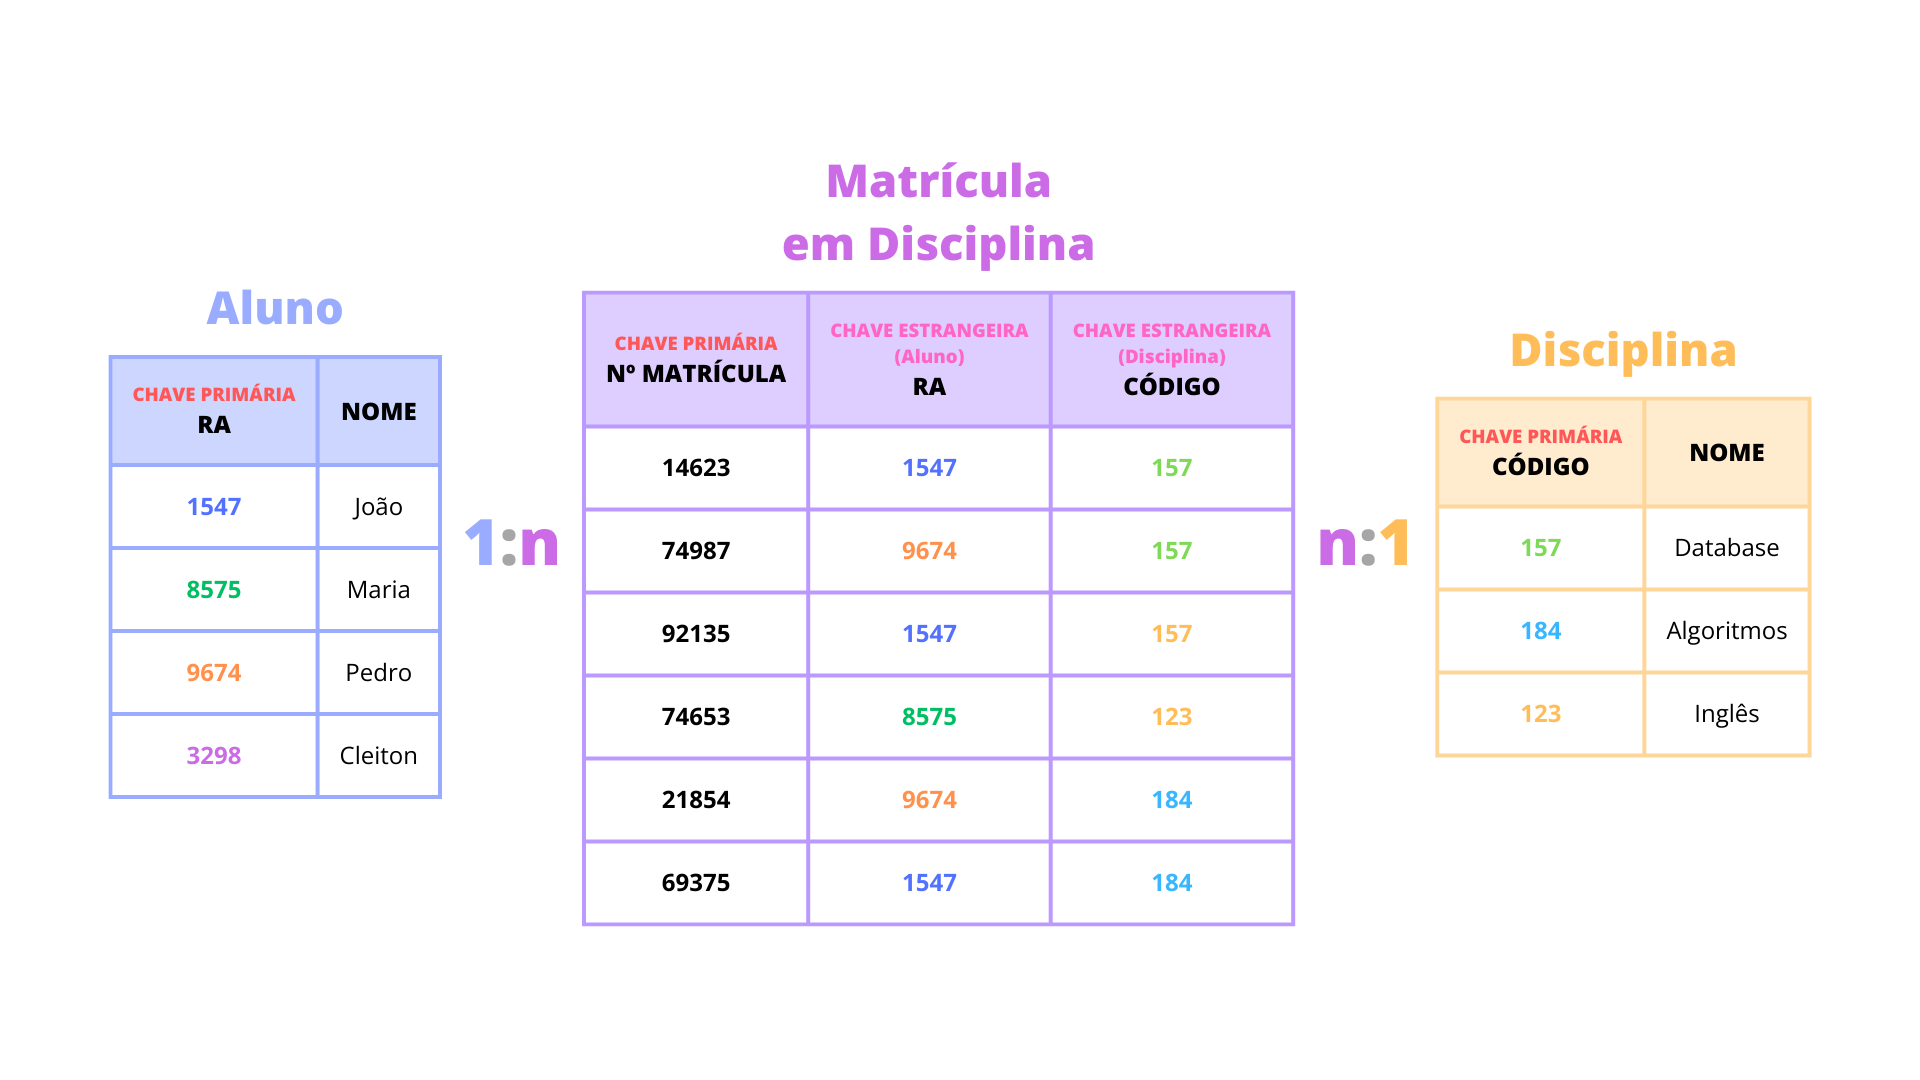 Aluno
CHAVE PRIMÁRIA
RA
NOME
1547
João
8575
Maria
9674
Pedro
3298
Cleiton
1:n
Matrícula
em Disciplina
CHAVE PRIMÁRIA
Nº MATRÍCULA
CHAVE ESTRANGEIRA
(Aluno)
RA
CHAVE ESTRANGEIRA
(Disciplina)
CÓDIGO
14623
1547
157
74987
9674
157
92135
1547
157
74653
8575
123
21854
9674
184
69375
1547
184
n:1
Disciplina
CHAVE PRIMÁRIA
CÓDIGO
NOME
157
Database
184
Algoritmos
123
Inglês